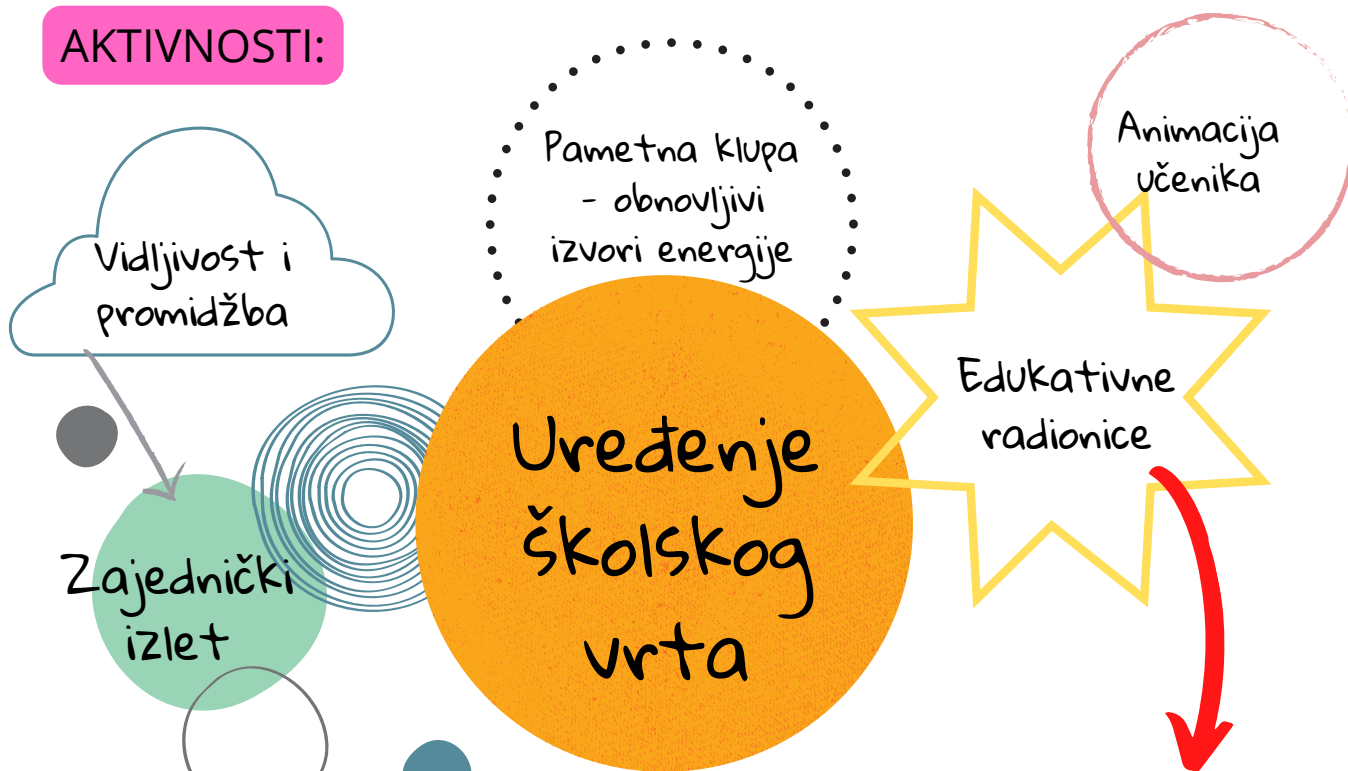 AKTIVNOSTI:
Pametna klupa
- obnovljivi
izvori energije
Animacija
učenika
Vidljivost i
promidžba
Edukativne
radionice
Uređenje
školskog
vrta
Zajednički
izlet